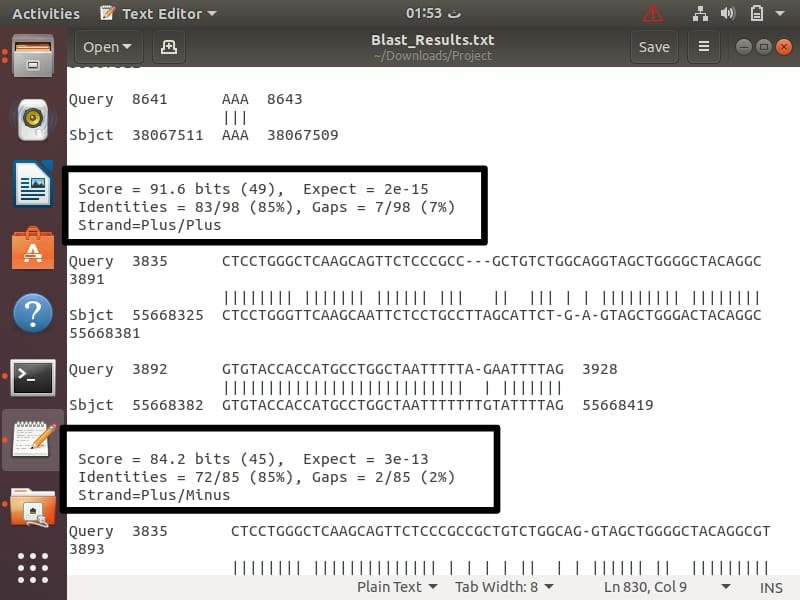 Activities Text Editor 01:53 ث
Open Blast_Results.txt Save
~/Downloads/Project
Query 8641 AAA 8643
|||
Sbjct 38067511 AAA 38067509
Score = 91.6 bits (49), Expect = 2e-15
Identities = 83/98 (85%), Gaps = 7/98 (7%)
Strand=Plus/Plus
Query 3835 CTCCTGGGCTCAAGCAGTTCTCCCGCC---GCTGTCTGGCAGGTAGCTGGGGCTACAGGC
3891
|||||||| ||||||| |||||| ||| || ||| | | ||||||||| ||||||||
Sbjct 55668325 CTCCTGGGTTCAAGCAATTCTCCTGCCTTAGCATTCT-G-A-GTAGCTGGGACTACAGGC
55668381
Query 3892 GTGTACCACCATGCCTGGCTAATTTTTA-GAATTTTAG 3928
||||||||||||||||||||||||||| | |||||||
Sbjct 55668382 GTGTACCACCATGCCTGGCTAATTTTTTTGTATTTTAG 55668419
Score = 84.2 bits (45), Expect = 3e-13
Identities = 72/85 (85%), Gaps = 2/85 (2%)
Strand=Plus/Minus
Query 3835 CTCCTGGGCTCAAGCAGTTCTCCCGCCGCTGTCTGGCAG-GTAGCTGGGGCTACAGGCGT
3893
|||||||| |||||||||||||| | | | | || | | |||||| || |||||||||
Plain Text Tab Width: 8 Ln 830, Col 9 INS